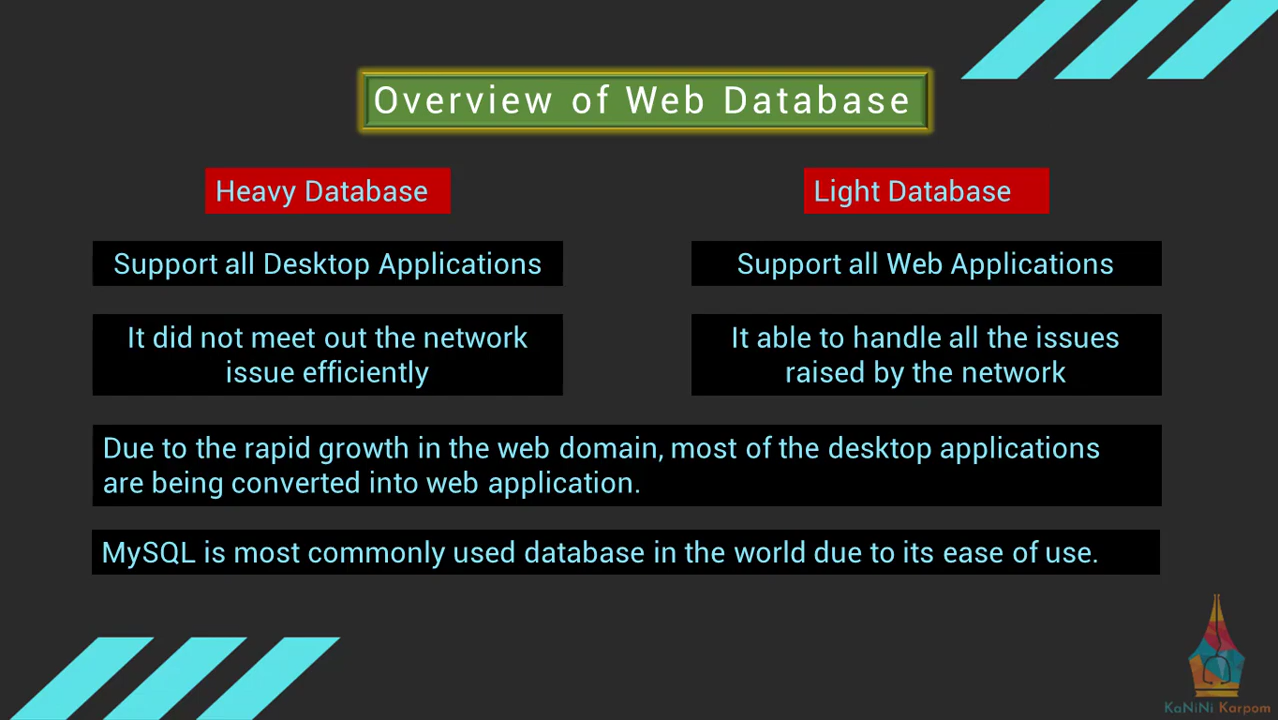 Overview of Web Database
Heavy Database
Light Database
Support all Desktop Applications
Support all Web Applications
It did not meet out the network
issue efficiently
It able to handle all the issues
raised by the network
Due to the rapid growth in the web domain, most of the desktop applications
are being converted into web application.
MySQL is most commonly used database in the world due to its ease of use.
KaNiNi Karpom